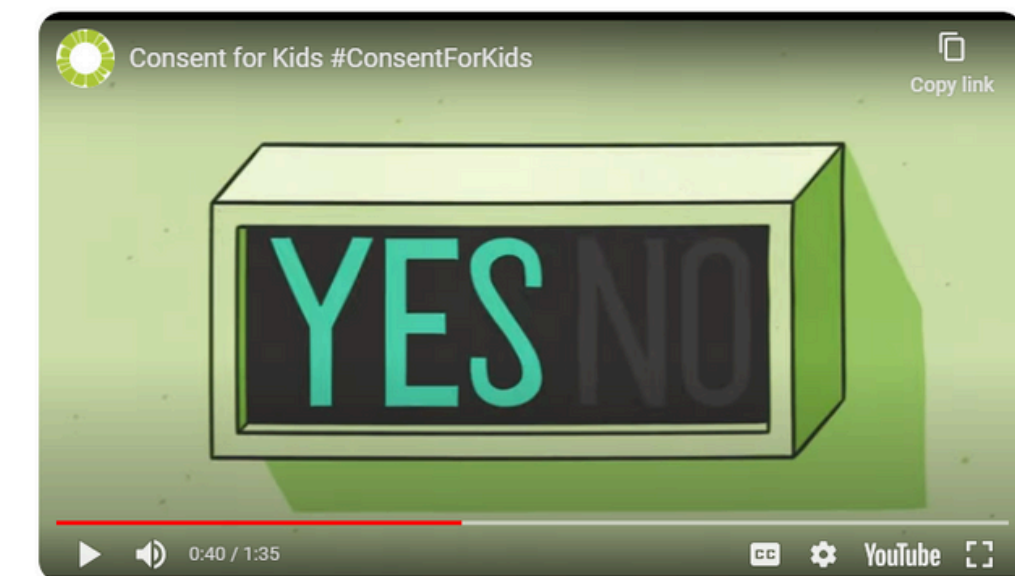 Consent for Kids #ConsentForKids
Copy link
YES NO
0:40 / 1:35
CC
YouTube